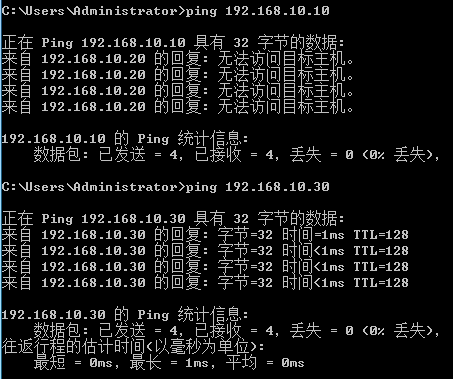 C:\Users\Administrator>ping 192.168.10.10
正在 Ping 192.168.10.10 具有 32 字节的数据:
来自 192.168.10.20 的回复: 无法访问目标主机。
来自 192.168.10.20 的回复: 无法访问目标主机。
来自 192.168.10.20 的回复: 无法访问目标主机。
来自 192.168.10.20 的回复: 无法访问目标主机。
192.168.10.10 的 Ping 统计信息:
数据包: 已发送 = 4, 已接收 = 4, 丢失 = 0 (0% 丢失),
C:\Users\Administrator>ping 192.168.10.30
正在 Ping 192.168.10.30 具有 32 字节的数据:
来自 192.168.10.30 的回复: 字节=32 时间=1ms TTL=128
来自 192.168.10.30 的回复: 字节=32 时间<1ms TTL=128
来自 192.168.10.30 的回复: 字节=32 时间<1ms TTL=128
来自 192.168.10.30 的回复: 字节=32 时间<1ms TTL=128
192.168.10.30 的 Ping 统计信息:
数据包: 已发送 = 4, 已接收 = 4, 丢失 = 0 (0% 丢失),
往返行程的估计时间(以毫秒为单位):
最短 = 0ms, 最长 = 1ms, 平均 = 0ms